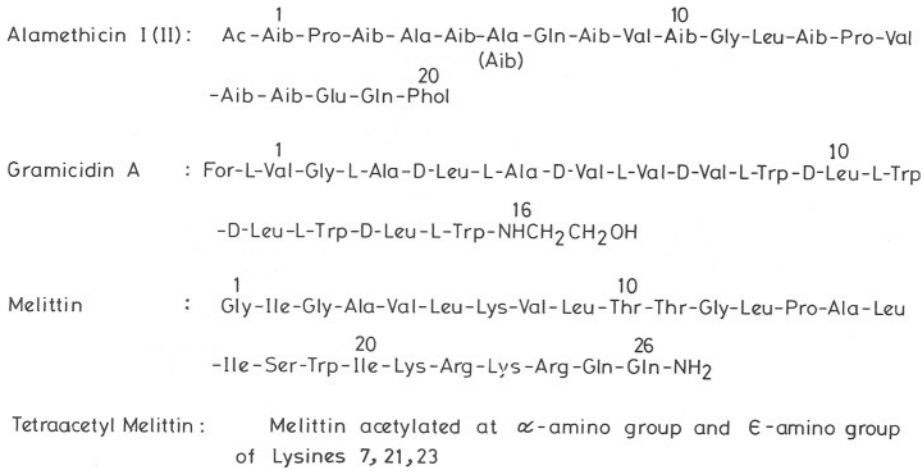 1 10
Alamethicin I (II) : Ac-Aib-Pro-Aib-Ala-Aib-Ala-Gln-Aib-Val-Aib-Gly-Leu-Aib-Pro-Val
(Aib)
20
-Aib-Aib-Glu-Gln-Phol
1 10
Gramicidin A : For-L-Val-Gly-L-Ala-D-Leu-L-Ala-D-Val-L-Val-D-Val-L-Trp-D-Leu-L-Trp
16
-D-Leu-L-Trp-D-Leu-L-Trp-NHCH₂CH₂OH
1 10
Melittin : Gly-Ile-Gly-Ala-Val-Leu-Lys-Val-Leu-Thr-Thr-Gly-Leu-Pro-Ala-Leu
20 26
-Ile-Ser-Trp-Ile-Lys-Arg-Lys-Arg-Gln-Gln-NH₂
Tetraacetyl Melittin : Melittin acetylated at α-amino group and Є-amino group
of Lysines 7, 21, 23